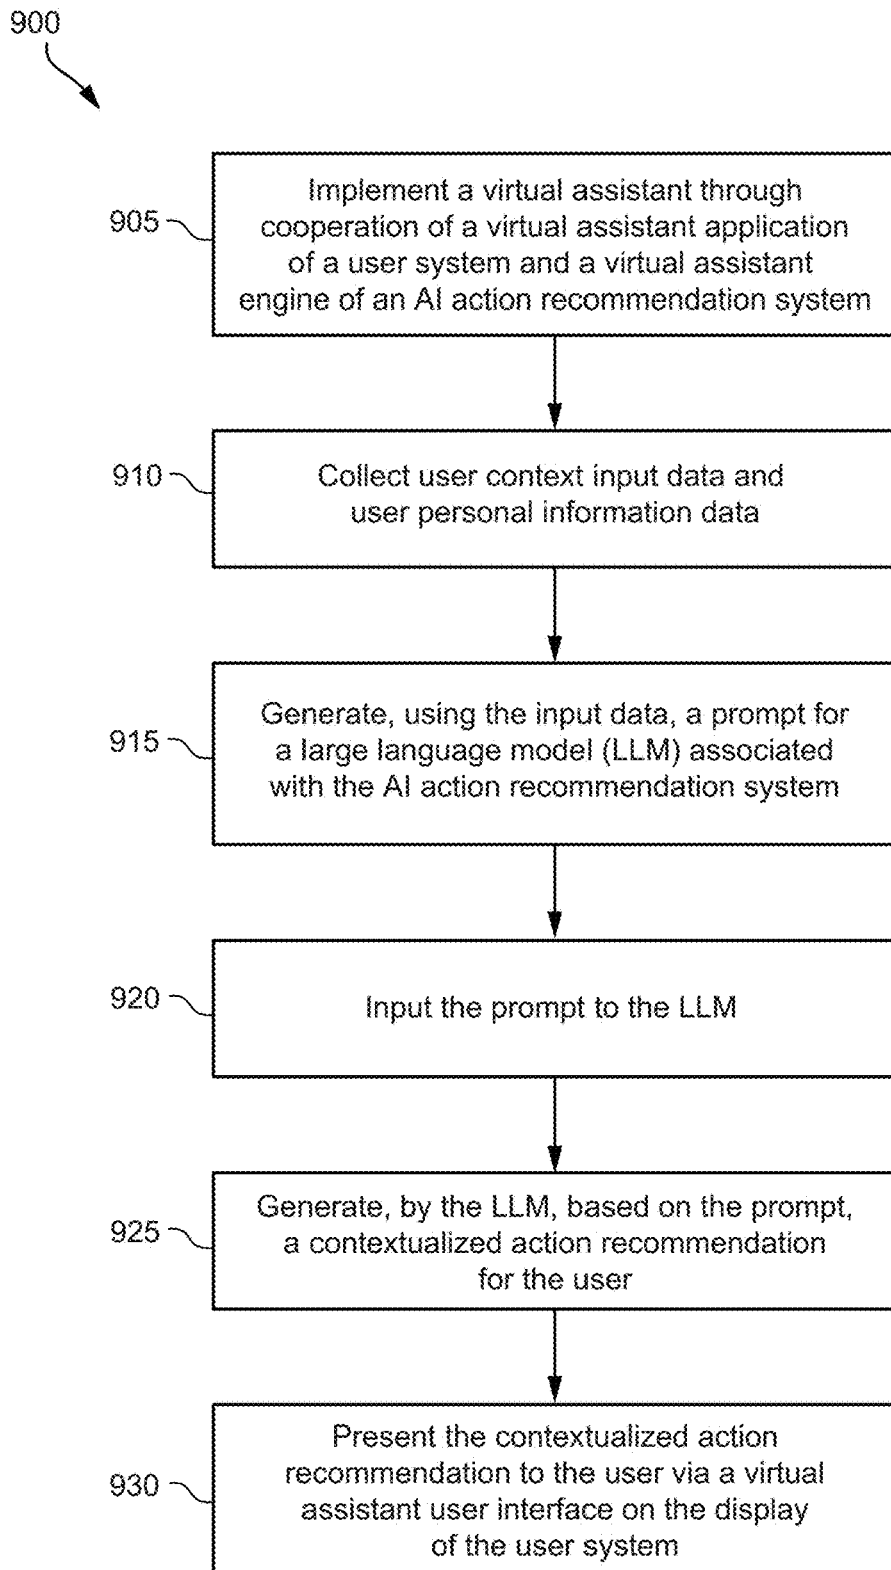 900
905
Implement a virtual assistant through
cooperation of a virtual assistant application
of a user system and a virtual assistant
engine of an AI action recommendation system
910
Collect user context input data and
user personal information data
915
Generate, using the input data, a prompt for
a large language model (LLM) associated
with the AI action recommendation system
920
Input the prompt to the LLM
925
Generate, by the LLM, based on the prompt,
a contextualized action recommendation
for the user
930
Present the contextualized action
recommendation to the user via a virtual
assistant user interface on the display
of the user system